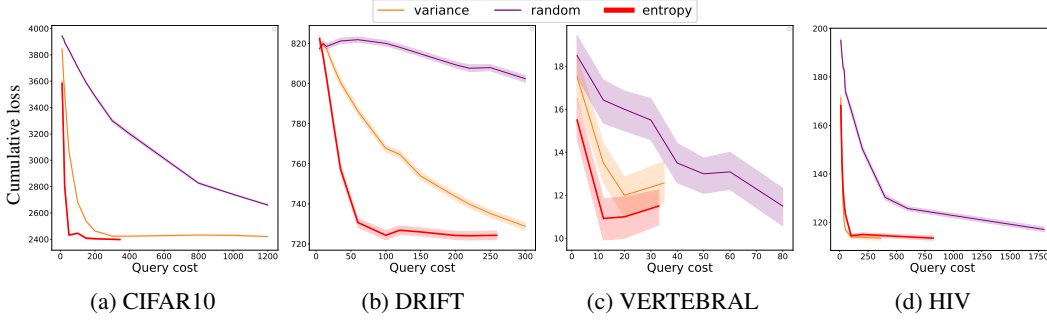 variance random entropy
Cumulative loss
4000
3800
3600
3400
3200
3000
2800
2600
2400
0 200 400 600 800 1000 1200
Query cost
(a) CIFAR10
820
800
780
760
740
720
0 50 100 150 200 250 300
Query cost
(b) DRIFT
18
16
14
12
10
0 10 20 30 40 50 60 70 80
Query cost
(c) VERTEBRAL
200
180
160
140
120
0 250 500 750 1000 1250 1500 1750
Query cost
(d) HIV